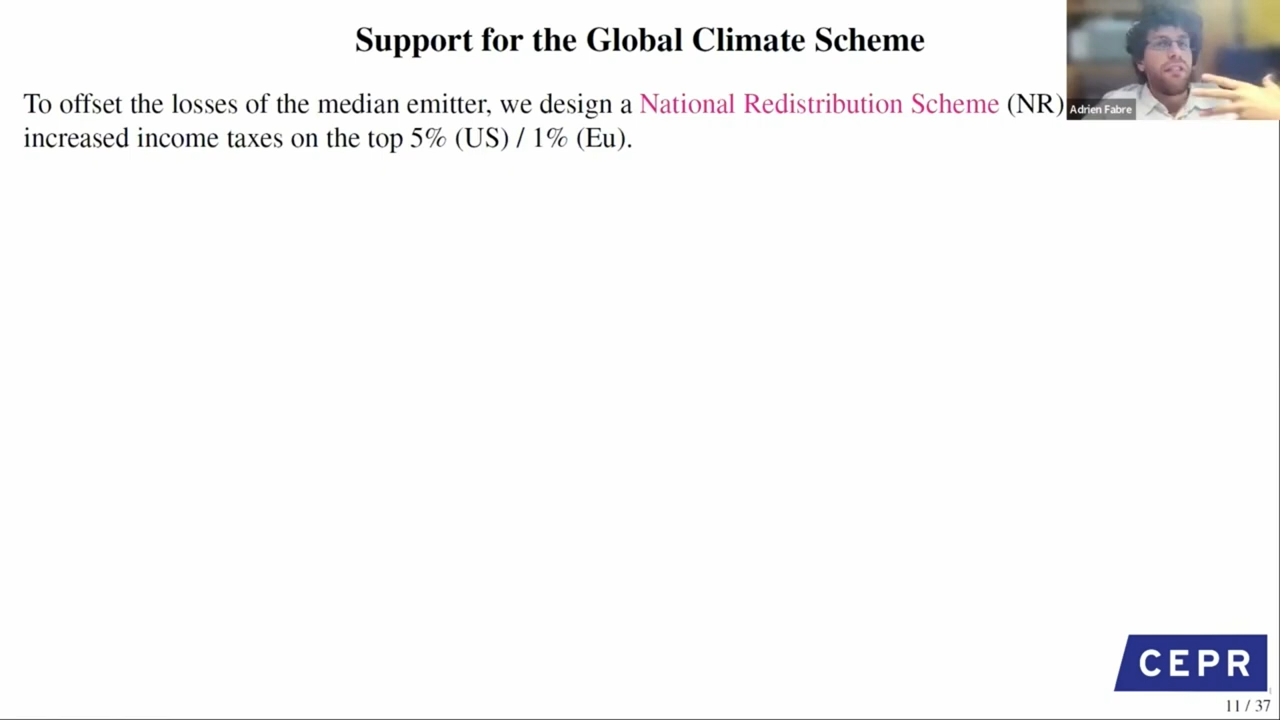 Support for the Global Climate Scheme
To offset the losses of the median emitter, we design a National Redistribution Scheme (NR)
increased income taxes on the top 5% (US) / 1% (Eu).
Adrien Fabre
CEPR
11 / 37